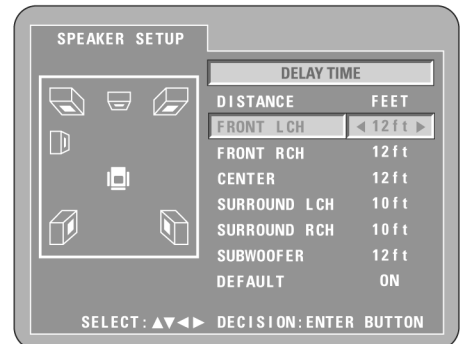 SPEAKER SETUP
DELAY TIME
DISTANCE FEET
FRONT LCH ◀ 12ft ▶
FRONT RCH 12ft
CENTER 12ft
SURROUND LCH 10ft
SURROUND RCH 10ft
SUBWOOFER 12ft
DEFAULT ON
SELECT:▲▼◀▶ DECISION:ENTER BUTTON